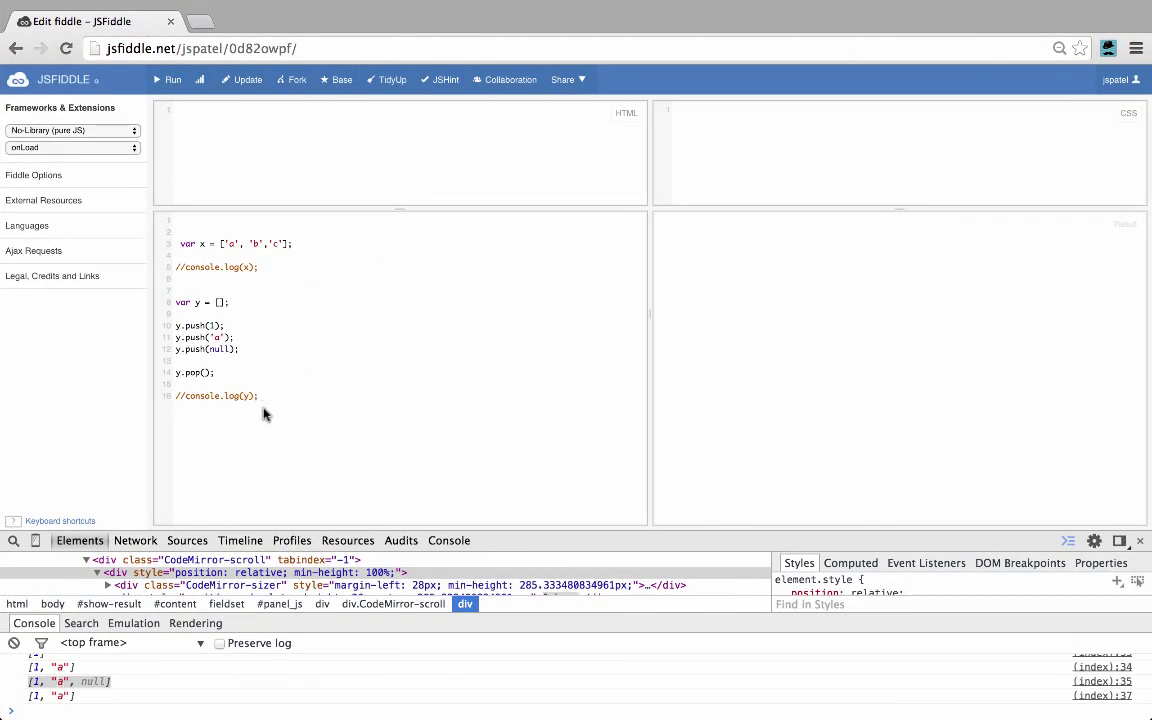 Edit fiddle - JSFiddle
jsfiddle.net/jspatel/0d82owpf/
JSFIDDLE α Run Update Fork Base TidyUp JSHint Collaboration Share jspatel
Frameworks & Extensions
No-Library (pure JS)
onLoad
Fiddle Options
External Resources
Languages
Ajax Requests
Legal, Credits and Links
? Keyboard shortcuts
1
HTML
1
CSS
1
2
3 var x = ['a', 'b','c'];
4
5 //console.log(x);
6
7
8 var y = [];
9
10 y.push(1);
11 y.push('a');
12 y.push(null);
13
14 y.pop();
15
16 //console.log(y);
Result
Elements Network Sources Timeline Profiles Resources Audits Console
<div class="CodeMirror-scroll" tabindex="-1">
<div style="position: relative; min-height: 100%;">
<div class="CodeMirror-sizer" style="margin-left: 28px; min-height: 285.333480834961px;">…</div>
html body #show-result #content fieldset #panel_js div div.CodeMirror-scroll div
Styles Computed Event Listeners DOM Breakpoints Properties
element.style {
position: relative;
Find in Styles
Console Search Emulation Rendering
<top frame> Preserve log
[1] (index):33
[1, "a"] (index):34
[1, "a", null] (index):35
[1, "a"] (index):37